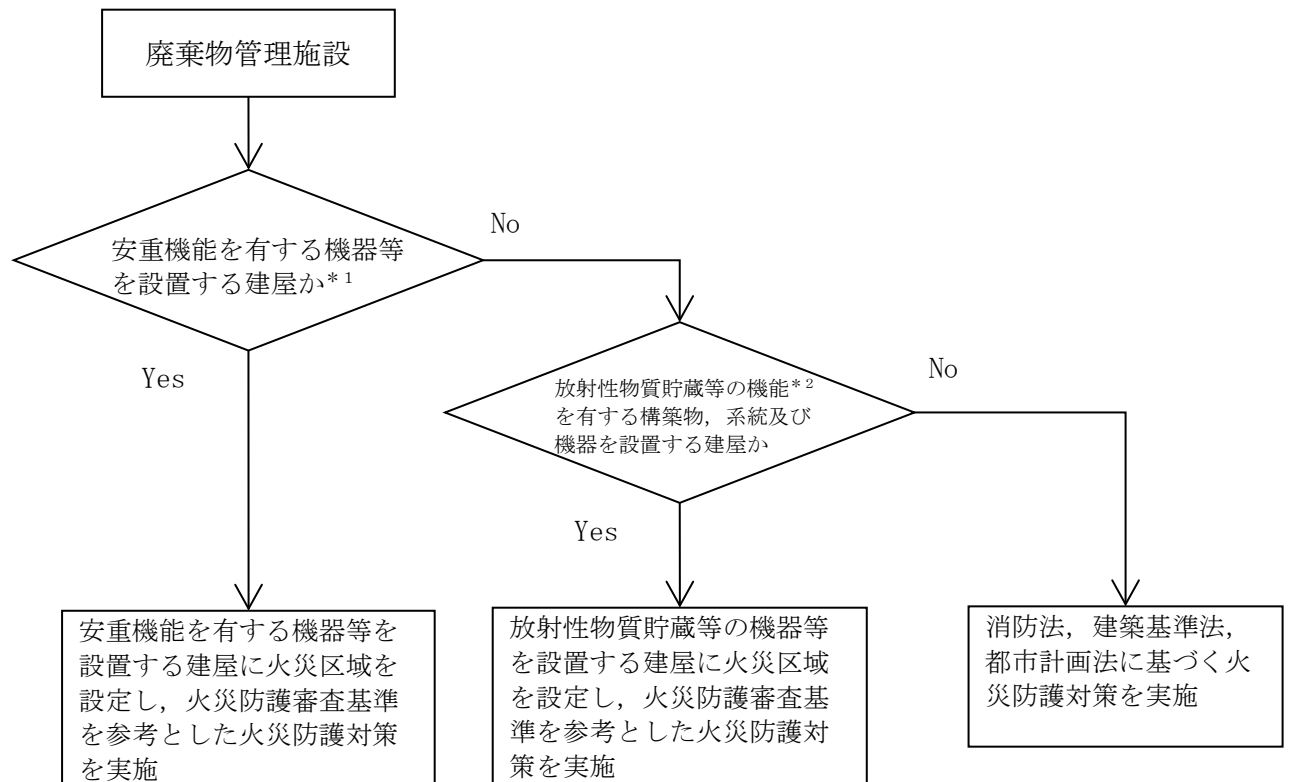 廃棄物管理施設
安重機能を有する機器等
を設置する建屋か*1
No
Yes
放射性物質貯蔵等の機能*2
を有する構築物，系統及び
機器を設置する建屋か
No
Yes
安重機能を有する機器等を
設置する建屋に火災区域を
設定し，火災防護審査基準
を参考とした火災防護対策
を実施
放射性物質貯蔵等の機器等
を設置する建屋に火災区域
を設定し，火災防護審査基
準を参考とした火災防護対
策を実施
消防法，建築基準法，
都市計画法に基づく火
災防護対策を実施